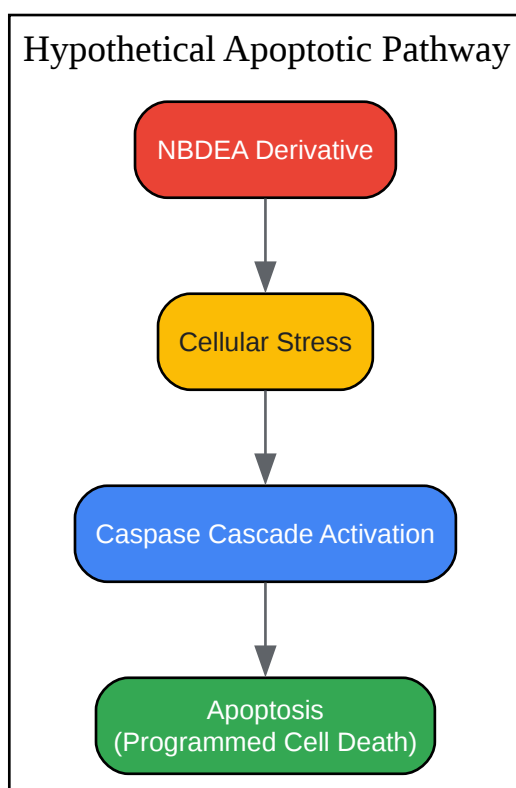 Hypothetical Apoptotic Pathway
NBDEA Derivative
Cellular Stress
Caspase Cascade Activation
Apoptosis
(Programmed Cell Death)